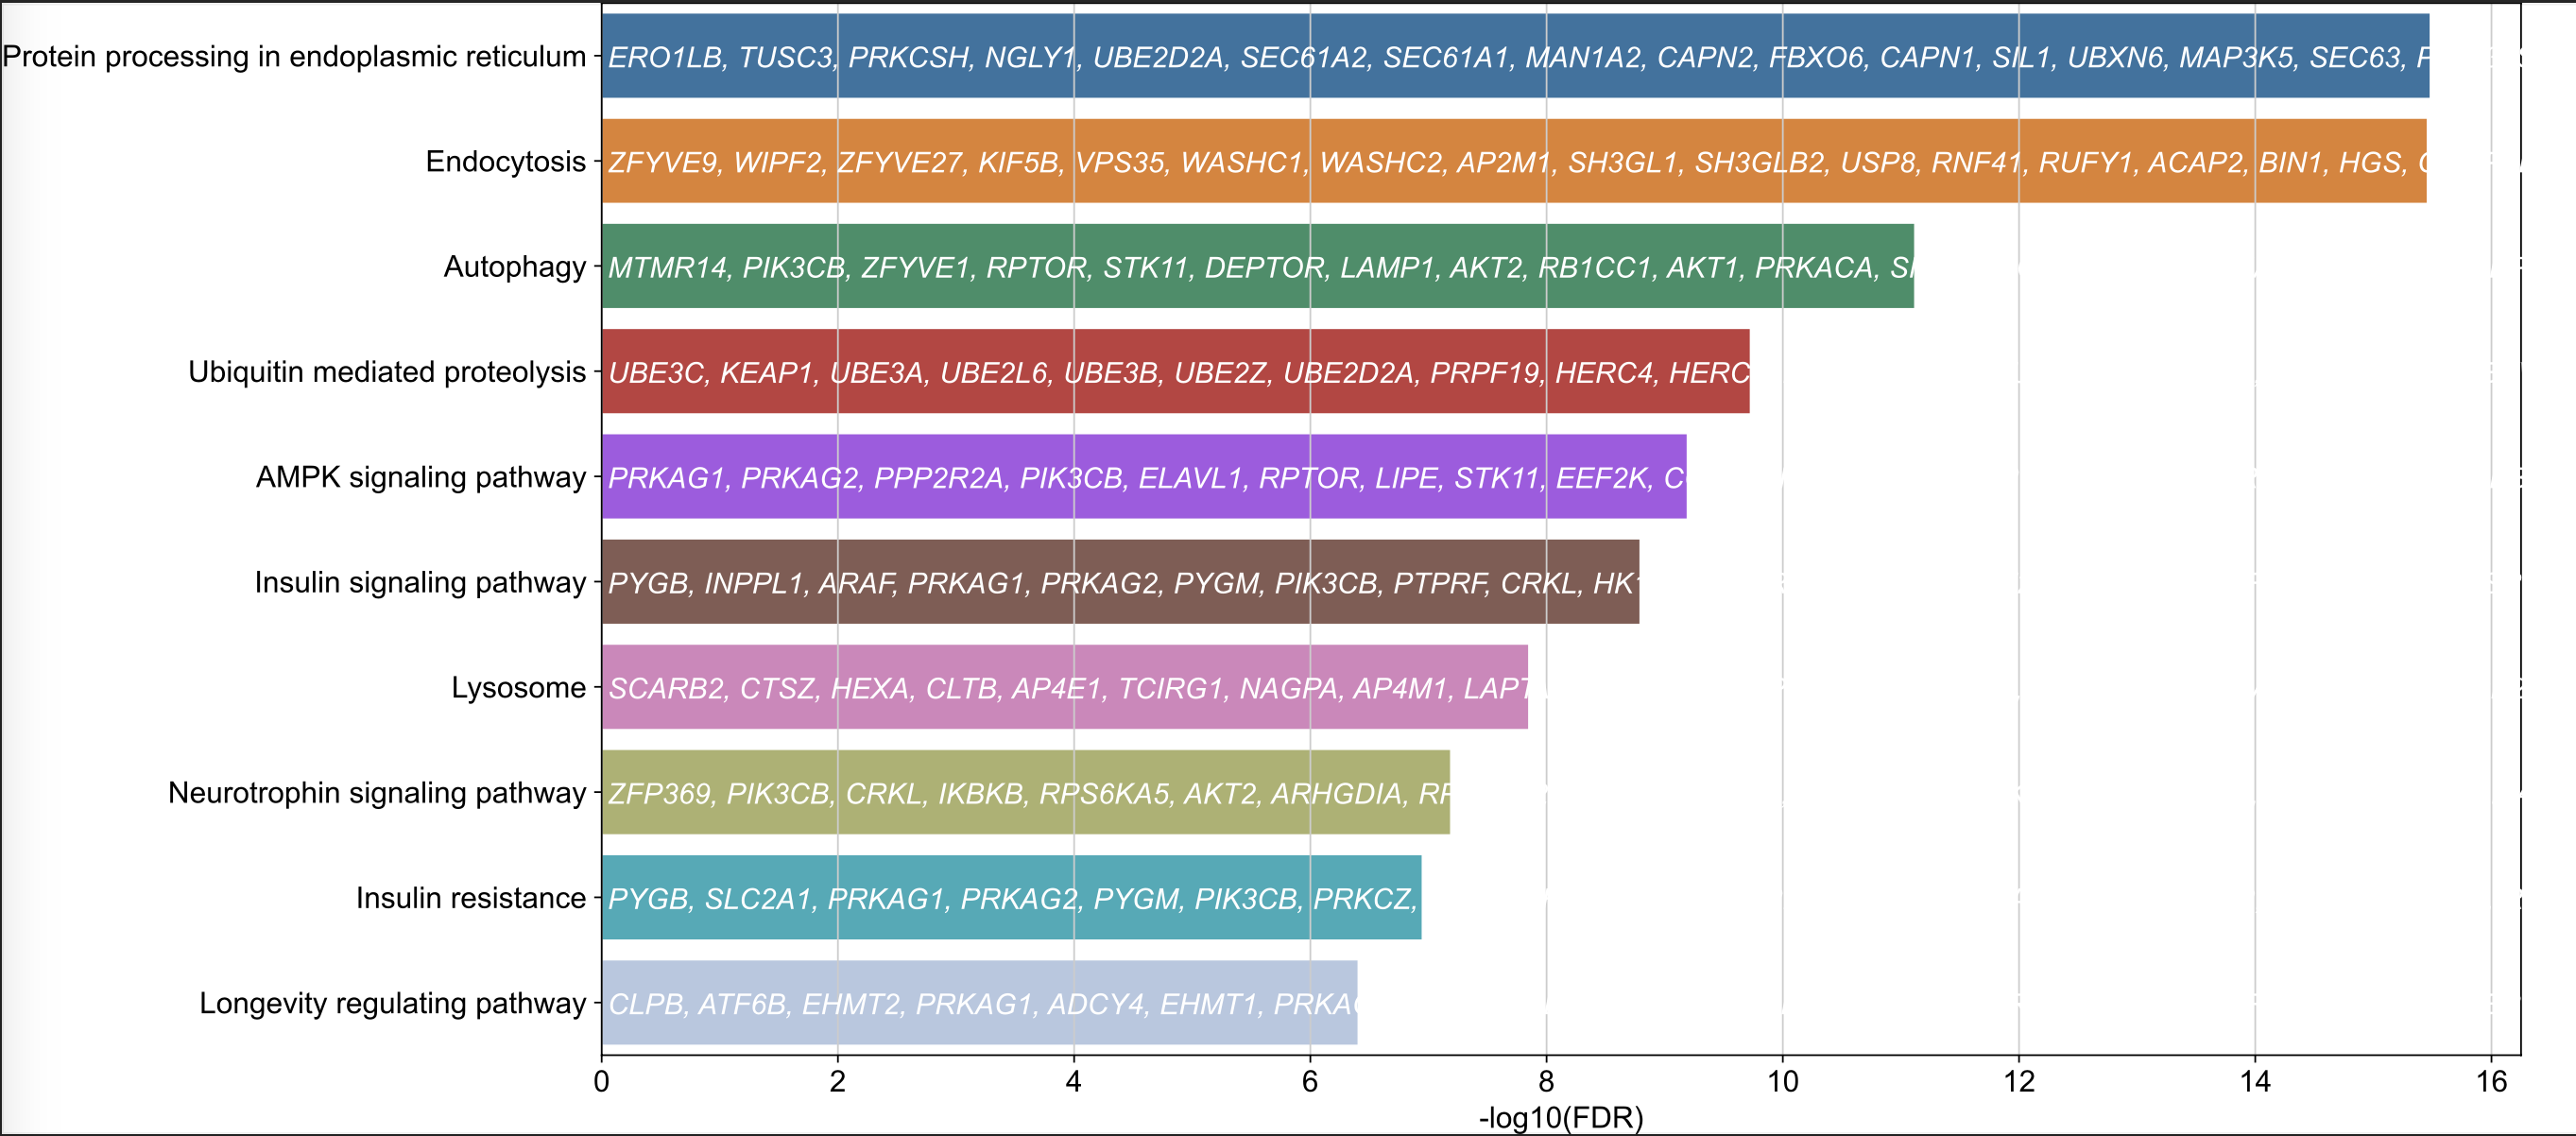 Protein processing in endoplasmic reticulum
ERO1LB, TUSC3, PRKCSH, NGLY1, UBE2D2A, SEC61A2, SEC61A1, MAN1A2, CAPN2, FBXO6, CAPN1, SIL1, UBXN6, MAP3K5, SEC63,
Endocytosis
ZFYVE9, WIPF2, ZFYVE27, KIF5B, VPS35, WASHC1, WASHC2, AP2M1, SH3GL1, SH3GLB2, USP8, RNF41, RUFY1, ACAP2, BIN1, HGS,
Autophagy
MTMR14, PIK3CB, ZFYVE1, RPTOR, STK11, DEPTOR, LAMP1, AKT2, RB1CC1, AKT1, PRKACA,
Ubiquitin mediated proteolysis
UBE3C, KEAP1, UBE3A, UBE2L6, UBE3B, UBE2Z, UBE2D2A, PRPF19, HERC4, HERC
AMPK signaling pathway
PRKAG1, PRKAG2, PPP2R2A, PIK3CB, ELAVL1, RPTOR, LIPE, STK11, EEF2K,
Insulin signaling pathway
PYGB, INPPL1, ARAF, PRKAG1, PRKAG2, PYGM, PIK3CB, PTPRF, CRKL,
Lysosome
SCARB2, CTSZ, HEXA, CLTB, AP4E1, TCIRG1, NAGPA, AP4M1,
Neurotrophin signaling pathway
ZFP369, PIK3CB, CRKL, IKBKB, RPS6KA5, AKT2, ARHGDIA,
Insulin resistance
PYGB, SLC2A1, PRKAG1, PRKAG2, PYGM, PIK3CB, PRKCZ,
Longevity regulating pathway
CLPB, ATF6B, EHMT2, PRKAG1, ADCY4, EHMT1,
0 2 4 6 8 10 12 14 16
-log10(FDR)